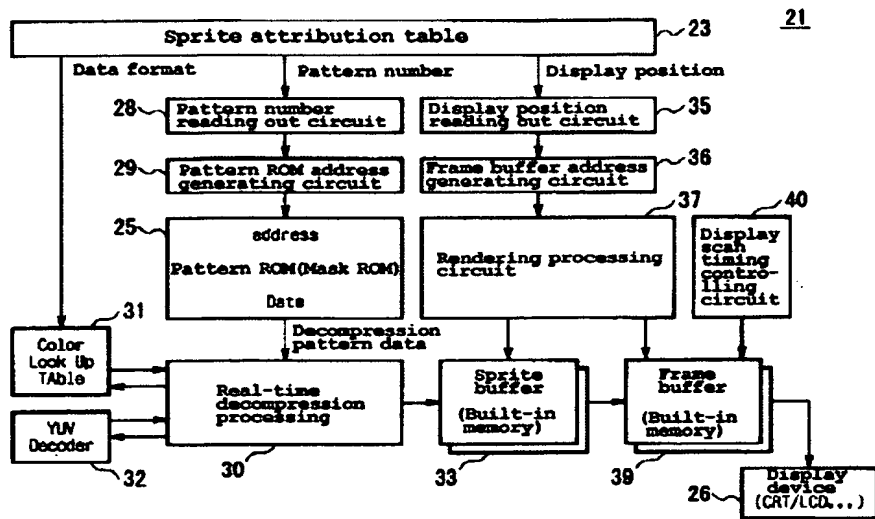 21
Sprite attribution table
23
Data format
Pattern number
Display position
28
Pattern number
reading out circuit
Display position
reading out circuit
35
29
Pattern ROM address
generating circuit
Frame buffer address
generating circuit
36
25
address
Pattern ROM(Mask ROM)
Date
Rendering processing
circuit
37
40
Display
scan
timing
contro-
lling
circuit
31
Color
Look Up
TAble
Decompression
pattern data
Real-time
decompression
processing
30
Sprite
buffer
(Built-in
memory)
33
Frame
buffer
(Built-in
memory)
39
YUV
Decoder
32
26
Display
device
(CRT/LCD...)